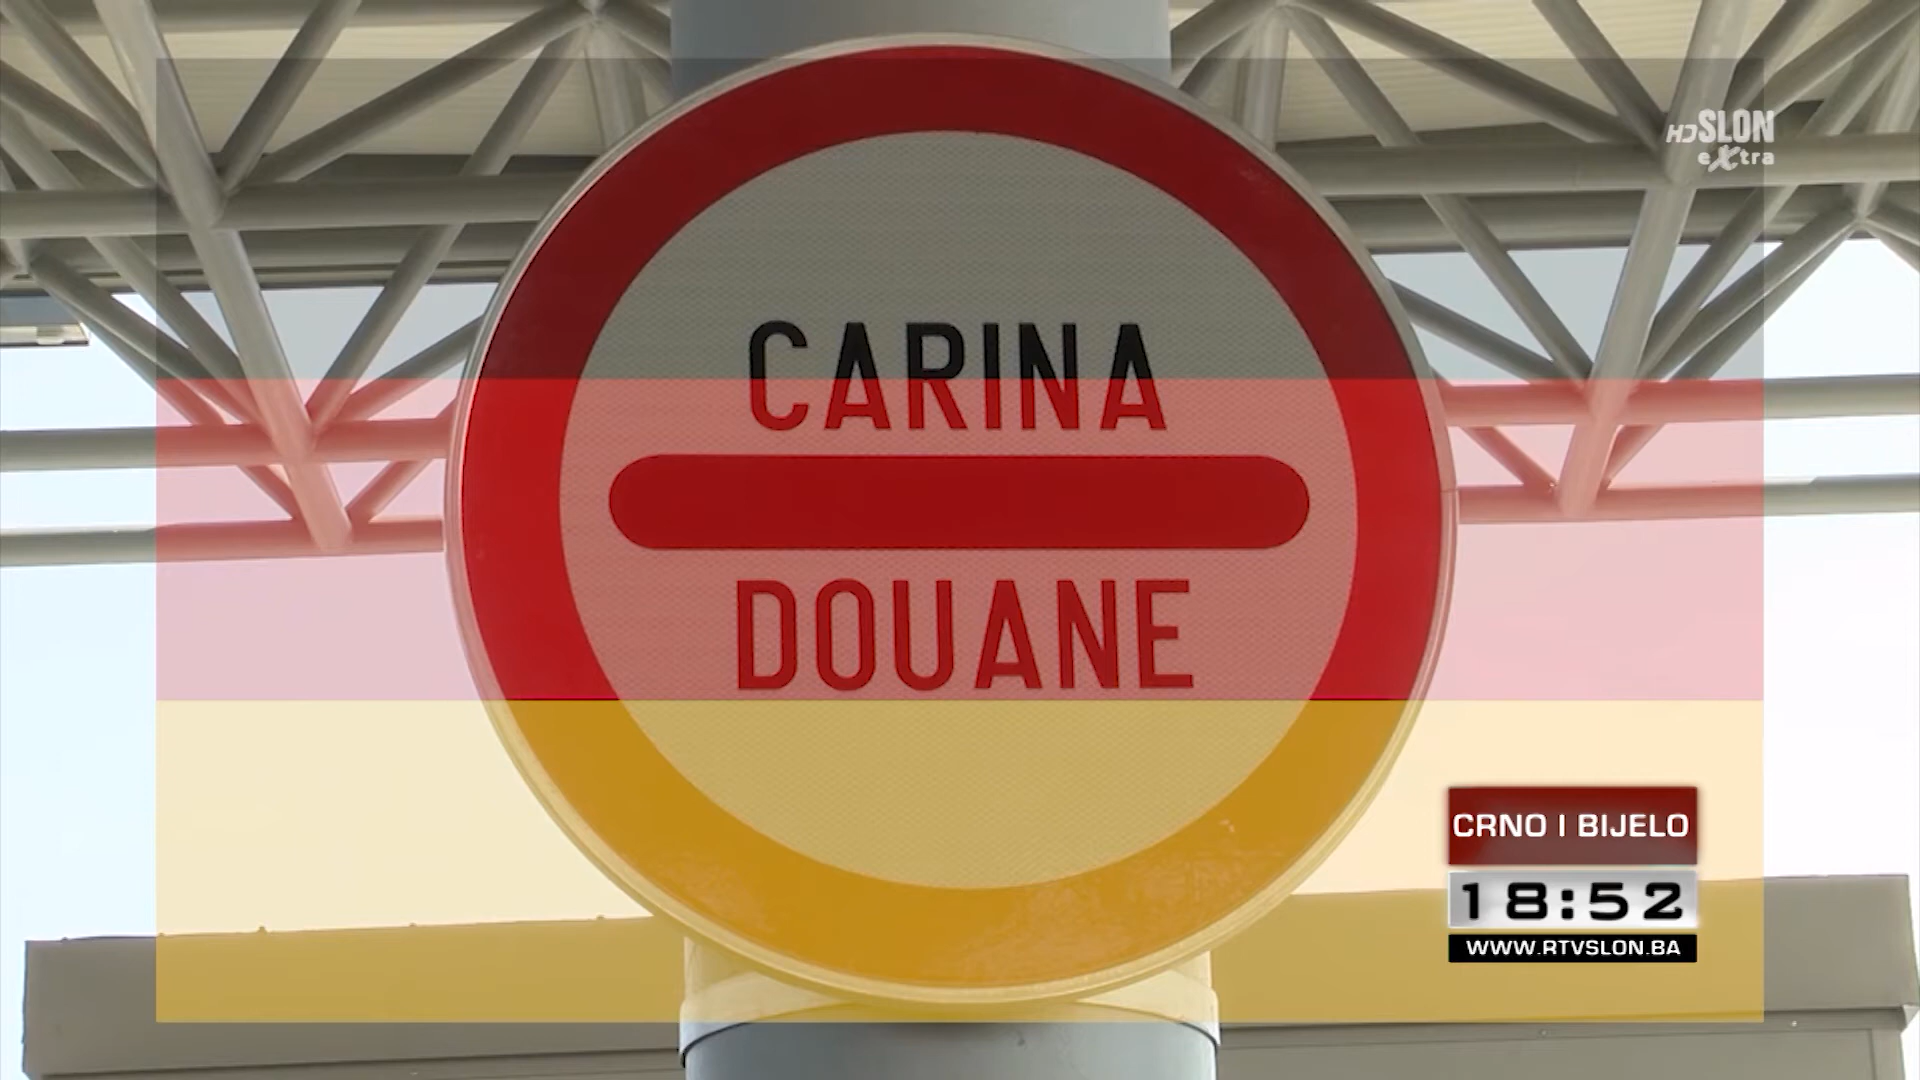 HD SLON
eXtra
CARINA
DOUANE
CRNO I BIJELO
18:52
WWW.RTVSLON.BA